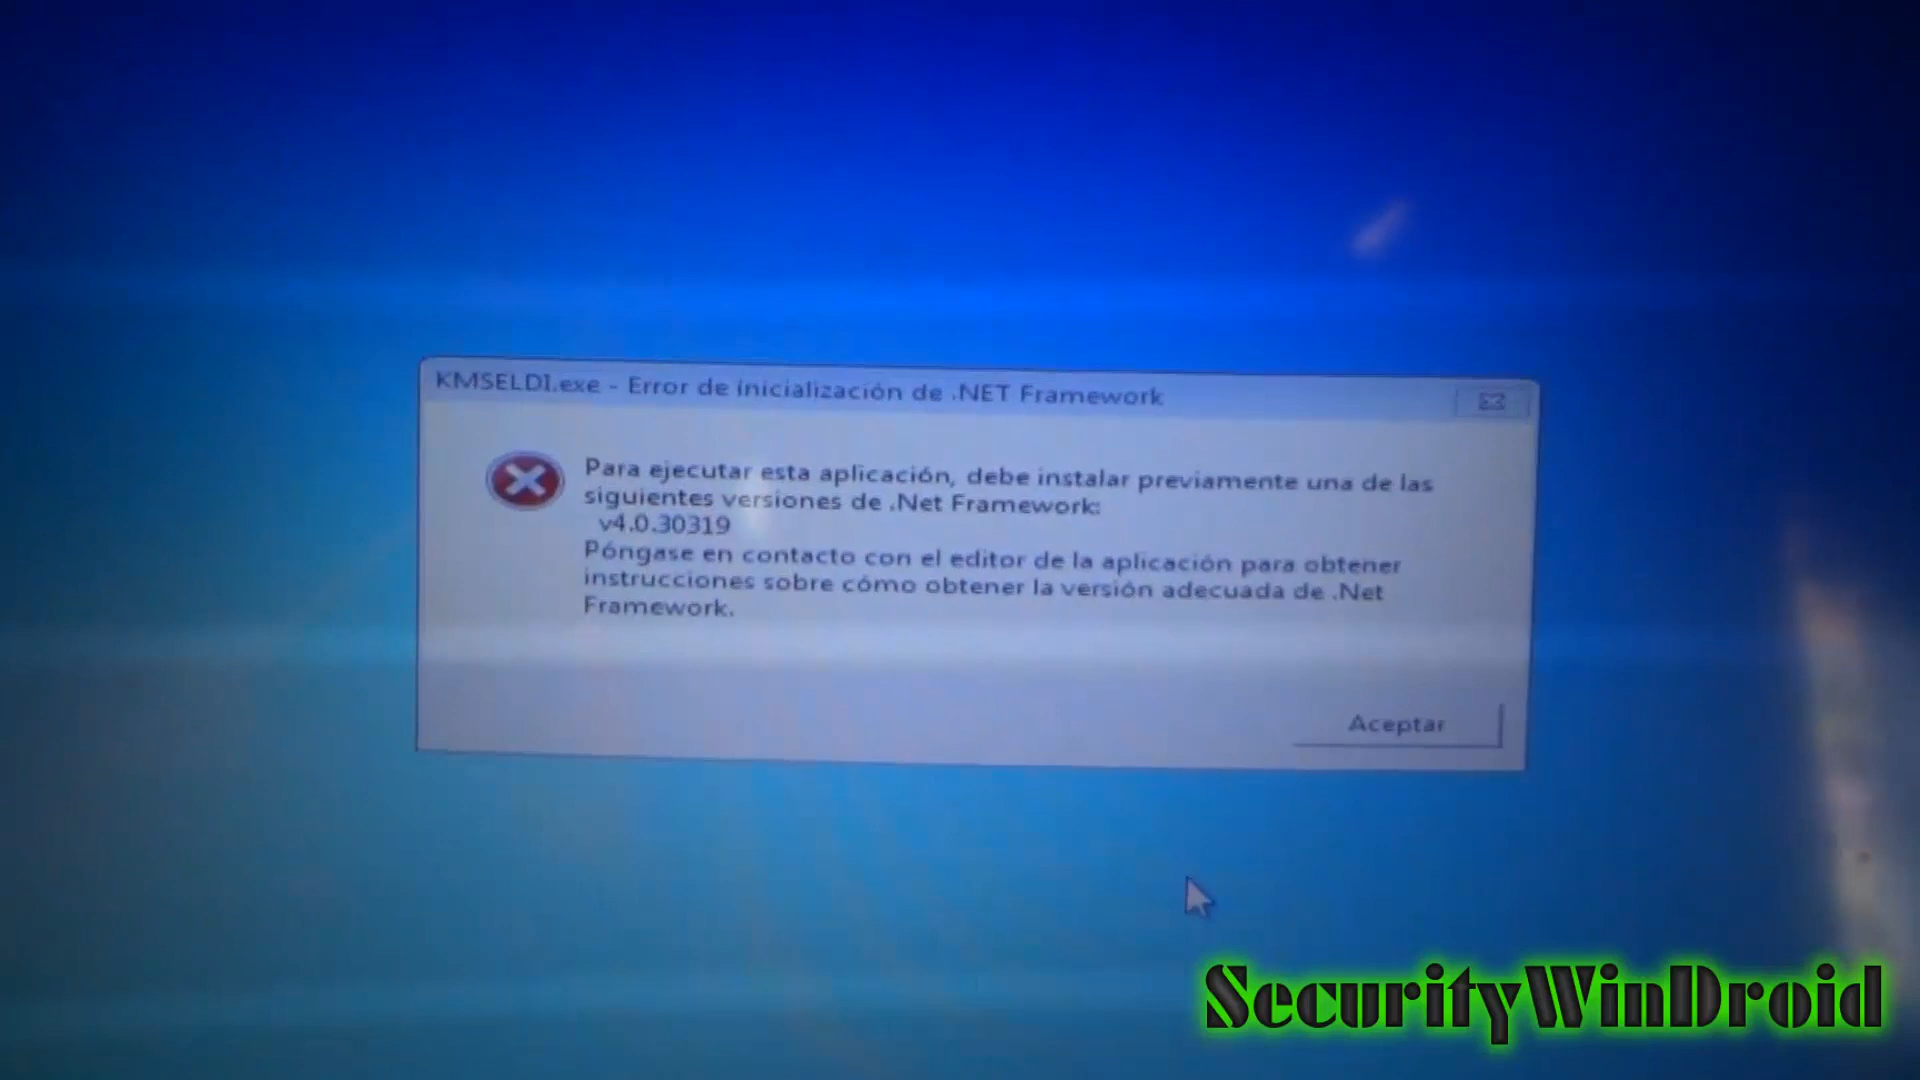 KMSELDI.exe - Error de inicialización de .NET Framework
Para ejecutar esta aplicación, debe instalar previamente una de las
siguientes versiones de .Net Framework:
v4.0.30319
Póngase en contacto con el editor de la aplicación para obtener
instrucciones sobre cómo obtener la versión adecuada de .Net
Framework.
Aceptar
SecurityWinDroid